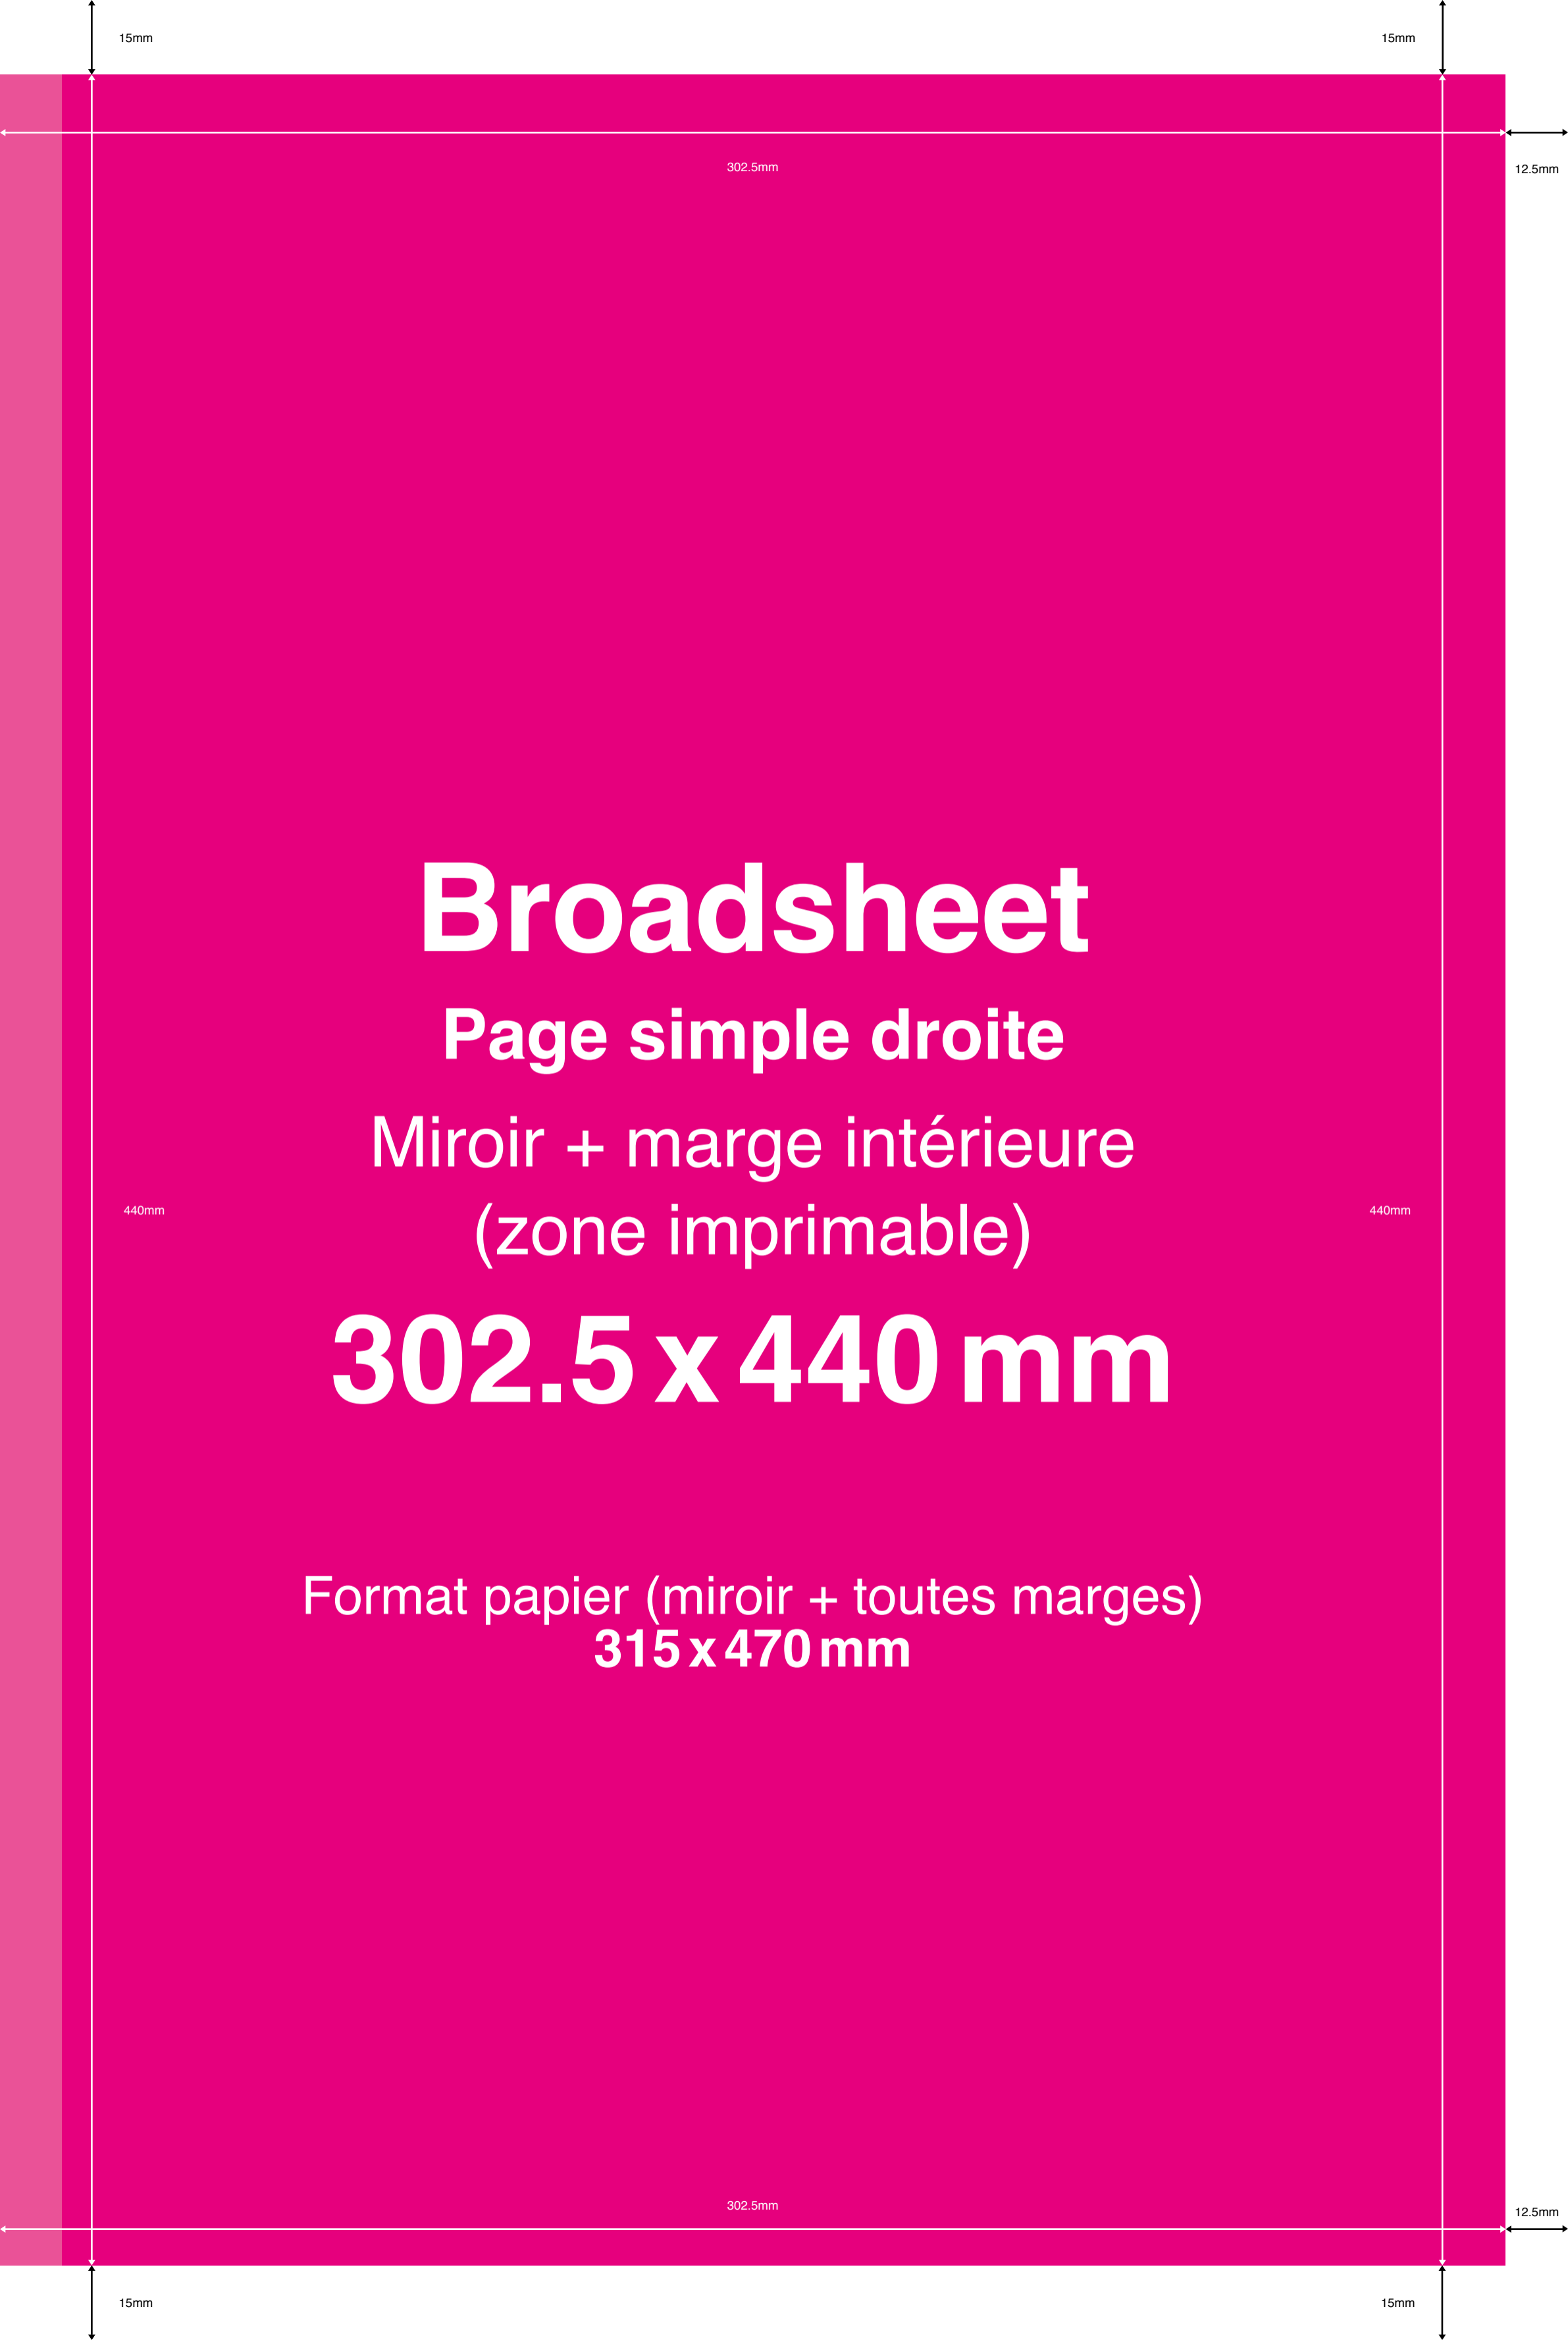 15mm
15mm
302.5mm
12.5mm
Broadsheet
Page simple droite
Miroir + marge intérieure
(zone imprimable)
440mm
440mm
302.5 x 440 mm
Format papier (miroir + toutes marges)
315 x 470 mm
302.5mm
12.5mm
15mm
15mm